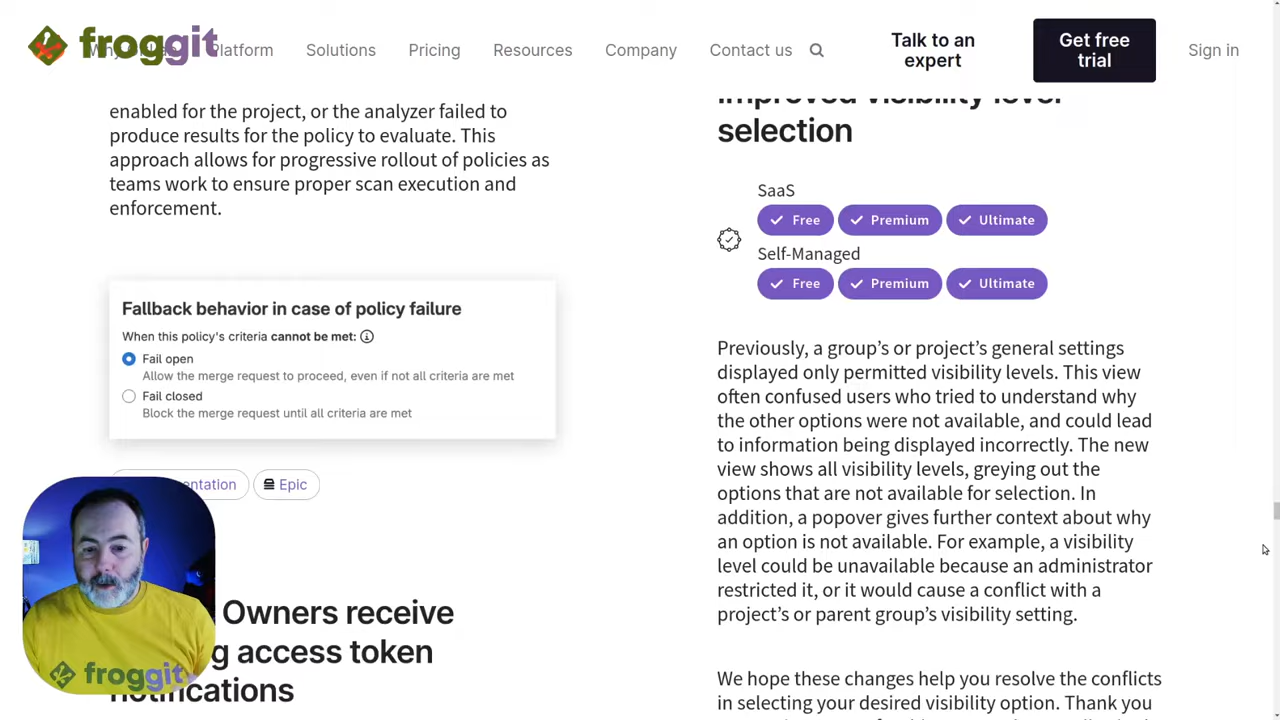 froggit
Platform
Solutions
Pricing
Resources
Company
Contact us
Talk to an
expert
Get free
trial
Sign in
enabled for the project, or the analyzer failed to
produce results for the policy to evaluate. This
approach allows for progressive rollout of policies as
teams work to ensure proper scan execution and
enforcement.
Fallback behavior in case of policy failure
When this policy's criteria cannot be met:
Fail open
Allow the merge request to proceed, even if not all criteria are met
Fail closed
Block the merge request until all criteria are met
entation
Epic
Owners receive
g access token
notifications
froggit
Improved visibility level
selection
SaaS
Free
Premium
Ultimate
Self-Managed
Free
Premium
Ultimate
Previously, a group’s or project’s general settings
displayed only permitted visibility levels. This view
often confused users who tried to understand why
the other options were not available, and could lead
to information being displayed incorrectly. The new
view shows all visibility levels, greying out the
options that are not available for selection. In
addition, a popover gives further context about why
an option is not available. For example, a visibility
level could be unavailable because an administrator
restricted it, or it would cause a conflict with a
project’s or parent group’s visibility setting.
We hope these changes help you resolve the conflicts
in selecting your desired visibility option. Thank you